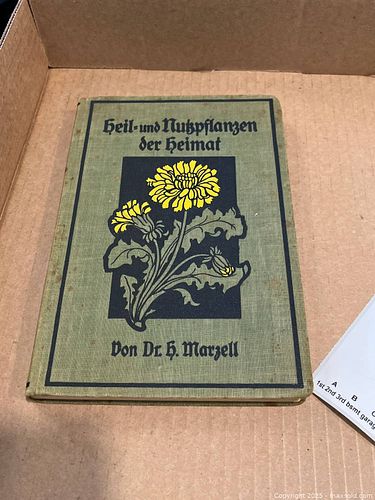 Heil- und Nutzpflanzen
der Heimat
Von Dr. H. Marzell
A
B
1st 2nd 3rd bsmt garag
Copyright 2025 - maxsold.com